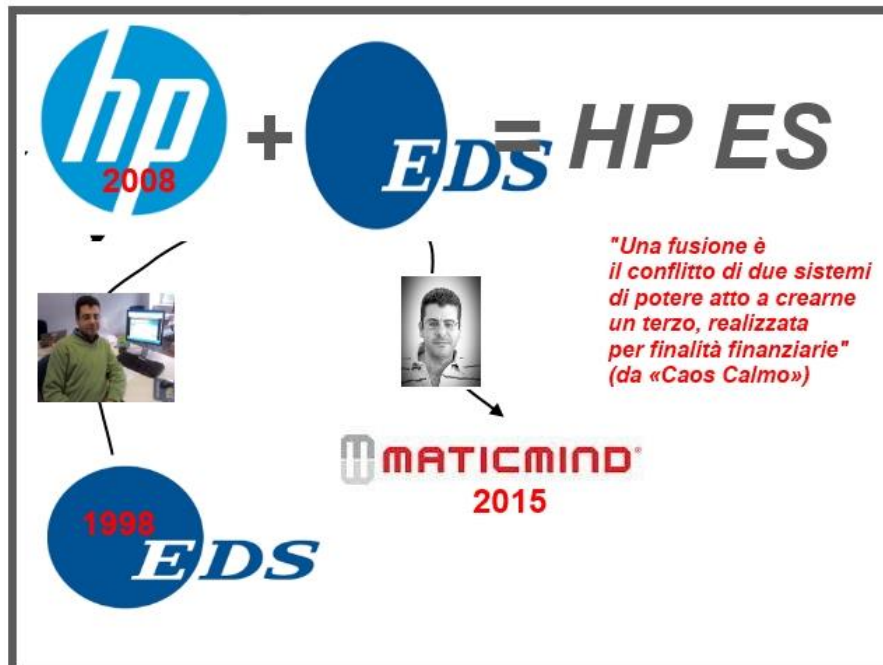 hp
2008
+
EDS
= HP ES
"Una fusione è
il conflitto di due sistemi
di potere atto a crearne
un terzo, realizzata
per finalità finanziarie"
(da «Caos Calmo»)
MATICMIND®
2015
1998
EDS